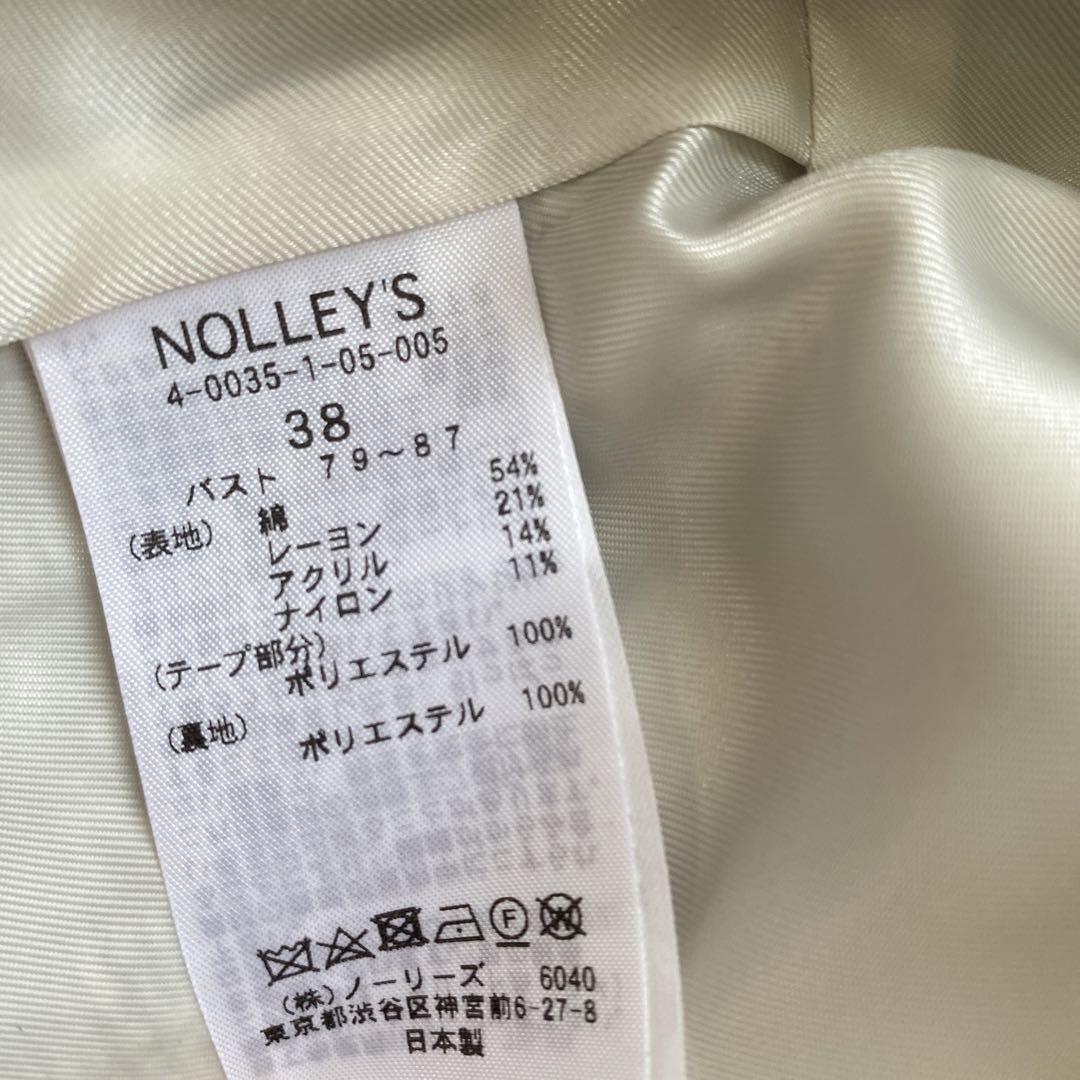 NOLLEY'S
4-0035-1-05-005
38
バスト 79～87
(表地) 綿 54%
レーヨン 21%
アクリル 14%
ナイロン 11%
(テープ部分)
ポリエステル 100%
(裏地)
ポリエステル 100%
F W
(株)ノーリーズ 6040
東京都渋谷区神宮前6-27-8
日本製